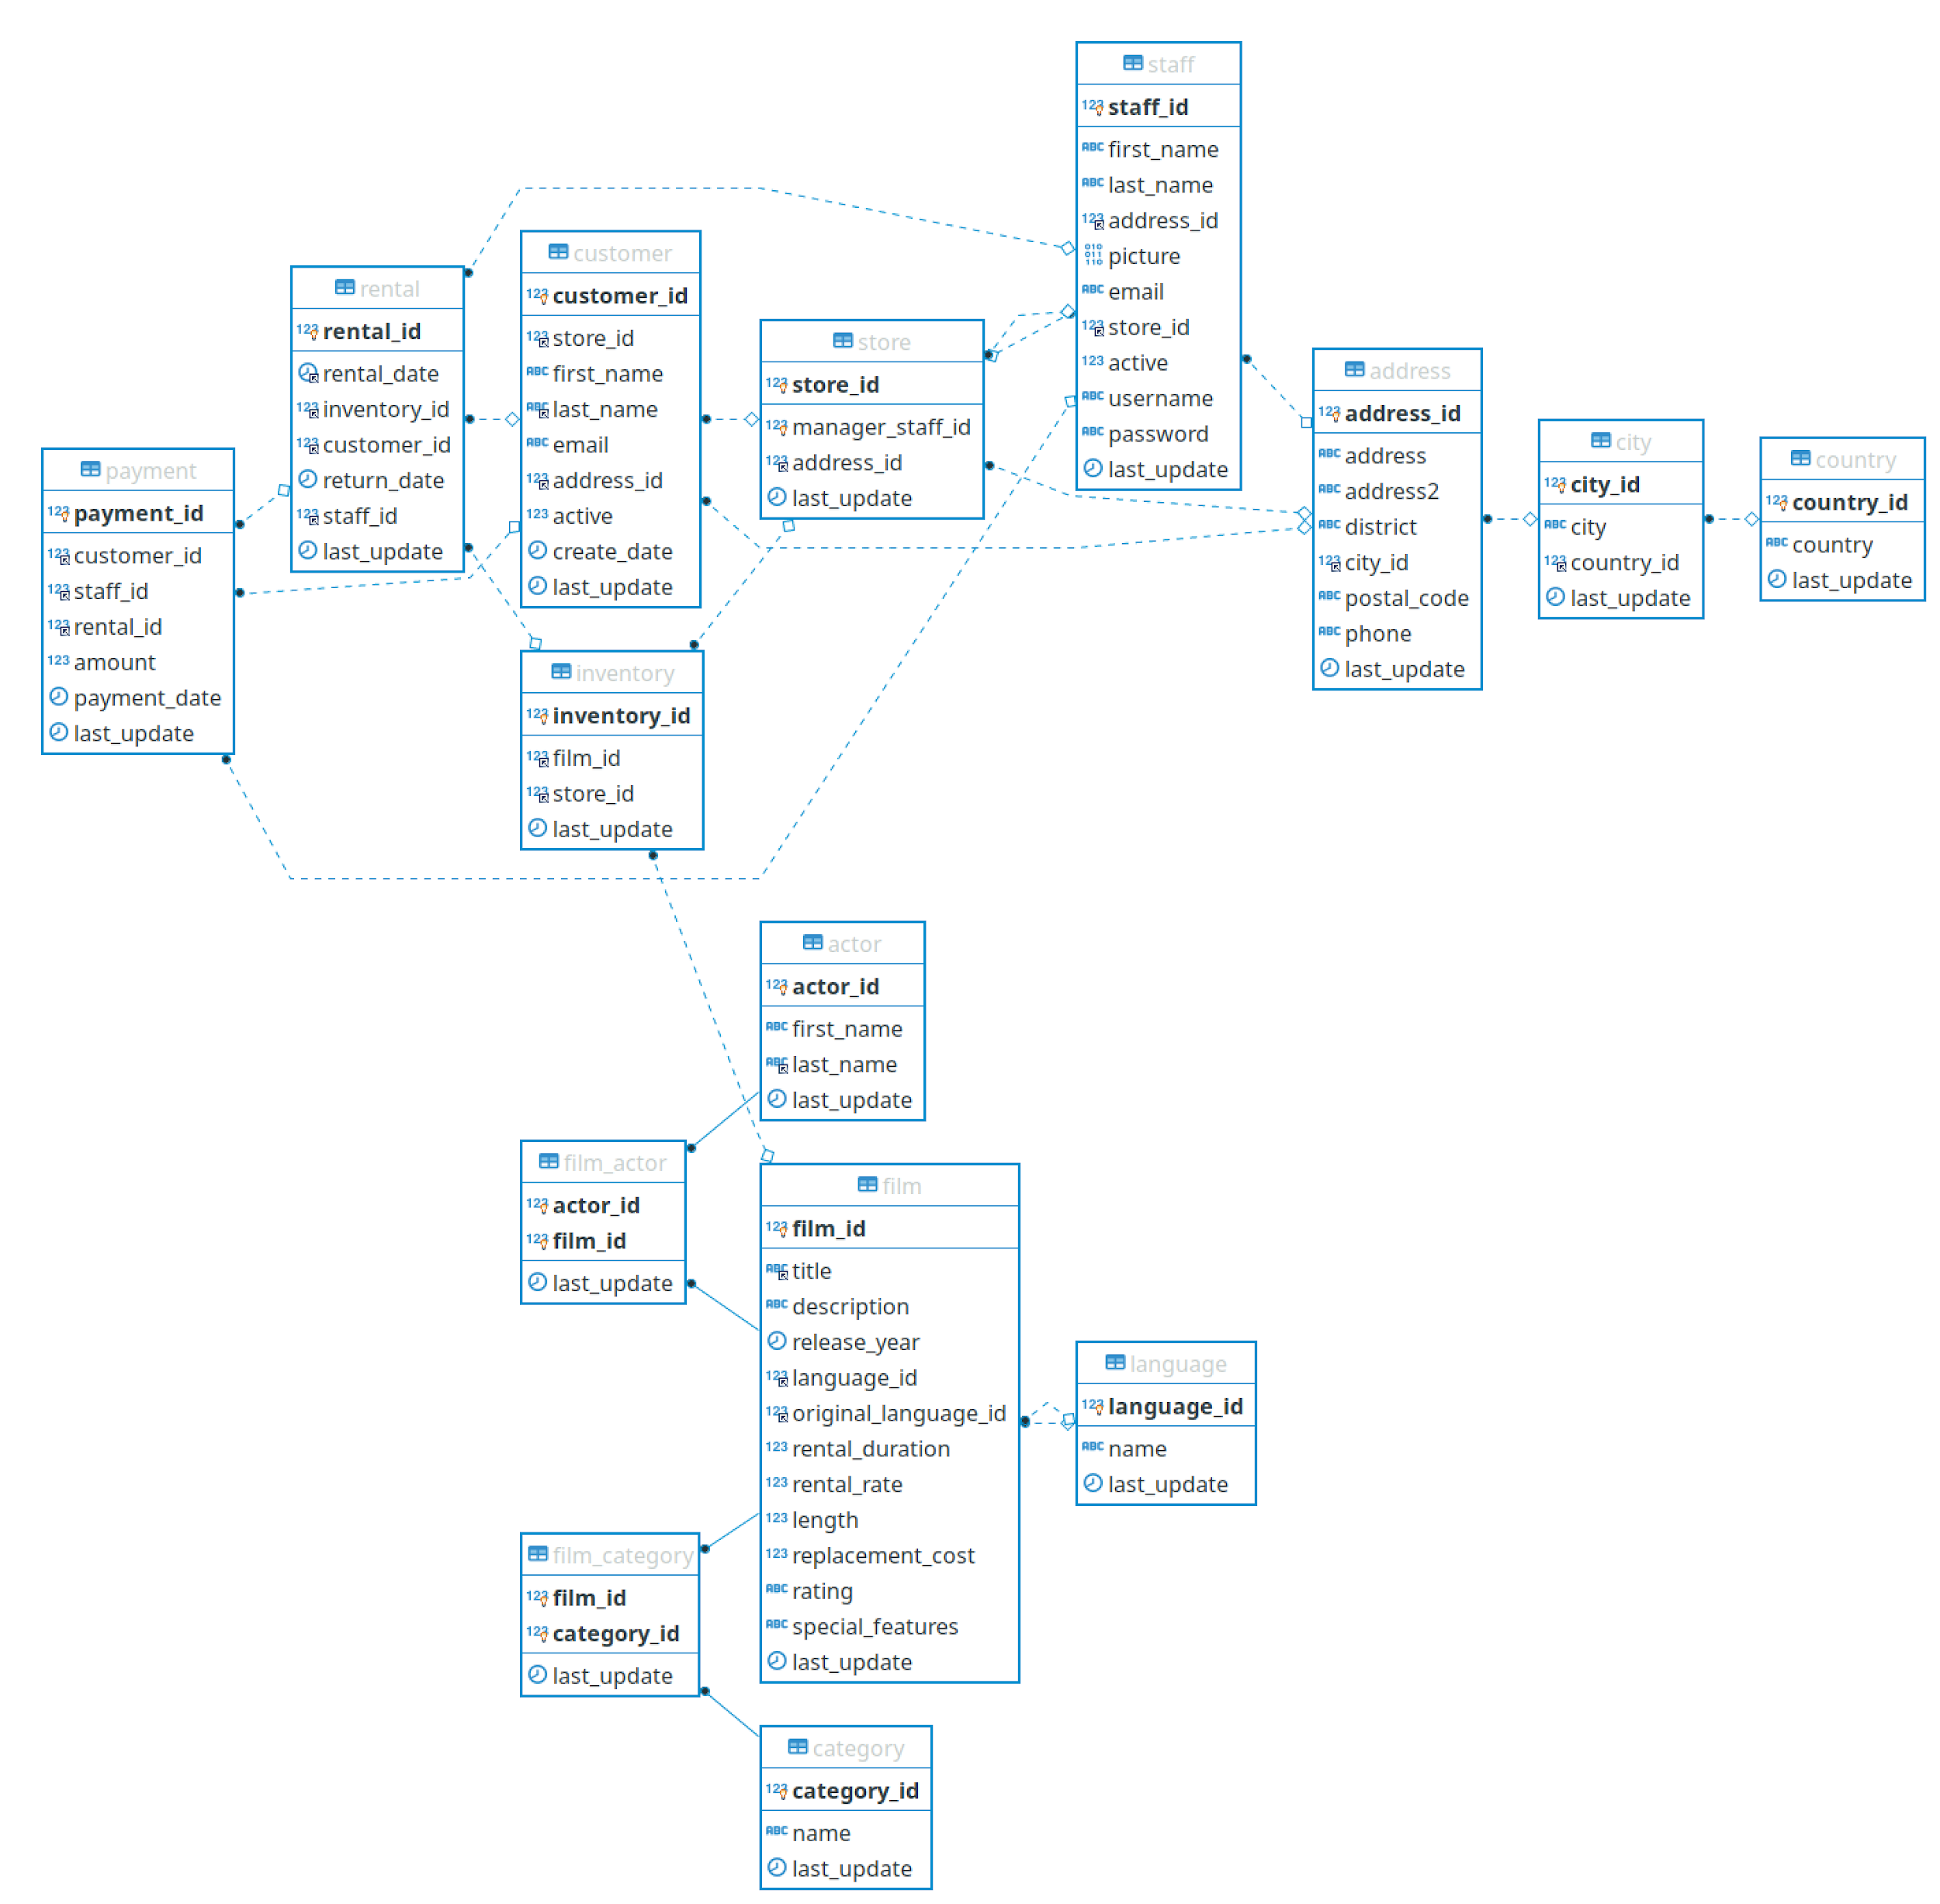 staff
staff_id
first_name
last_name
address_id
picture
email
store_id
active
username
password
last_update
customer
customer_id
store_id
first_name
last_name
email
address_id
active
create_date
last_update
rental
rental_id
rental_date
inventory_id
customer_id
return_date
staff_id
last_update
store
store_id
manager_staff_id
address_id
last_update
address
address_id
address
address2
district
city_id
postal_code
phone
last_update
city
city_id
city
country_id
last_update
country
country_id
country
last_update
payment
payment_id
customer_id
staff_id
rental_id
amount
payment_date
last_update
inventory
inventory_id
film_id
store_id
last_update
actor
actor_id
first_name
last_name
last_update
film_actor
actor_id
film_id
last_update
film
film_id
title
description
release_year
language_id
original_language_id
rental_duration
rental_rate
length
replacement_cost
rating
special_features
last_update
language
language_id
name
last_update
film_category
film_id
category_id
last_update
category
category_id
name
last_update